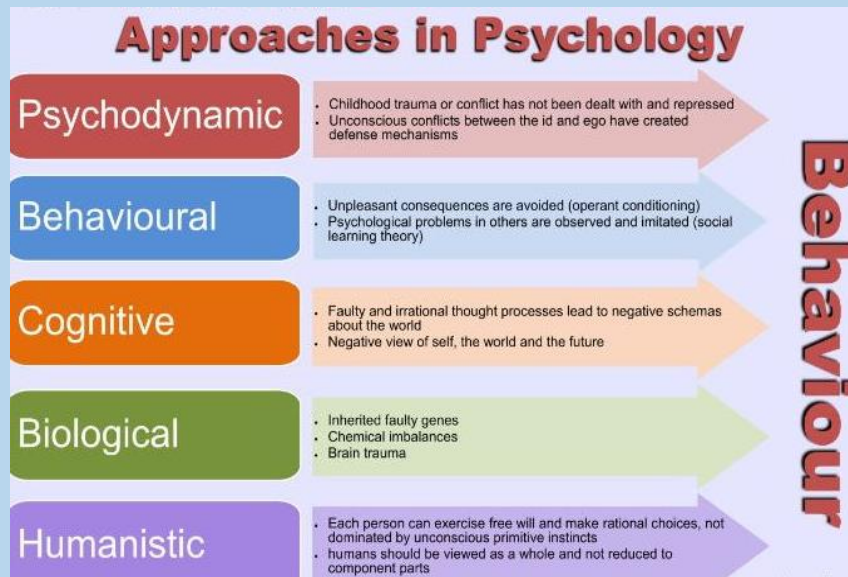 Approaches in Psychology
Psychodynamic
• Childhood trauma or conflict has not been dealt with and repressed
• Unconscious conflicts between the id and ego have created
defense mechanisms
Behavioural
• Unpleasant consequences are avoided (operant conditioning)
• Psychological problems in others are observed and imitated (social
learning theory)
Cognitive
• Faulty and irrational thought processes lead to negative schemas
about the world
• Negative view of self, the world and the future
Biological
• Inherited faulty genes
• Chemical imbalances
• Brain trauma
Humanistic
• Each person can exercise free will and make rational choices, not
dominated by unconscious primitive instincts
• humans should be viewed as a whole and not reduced to
component parts
Behaviour